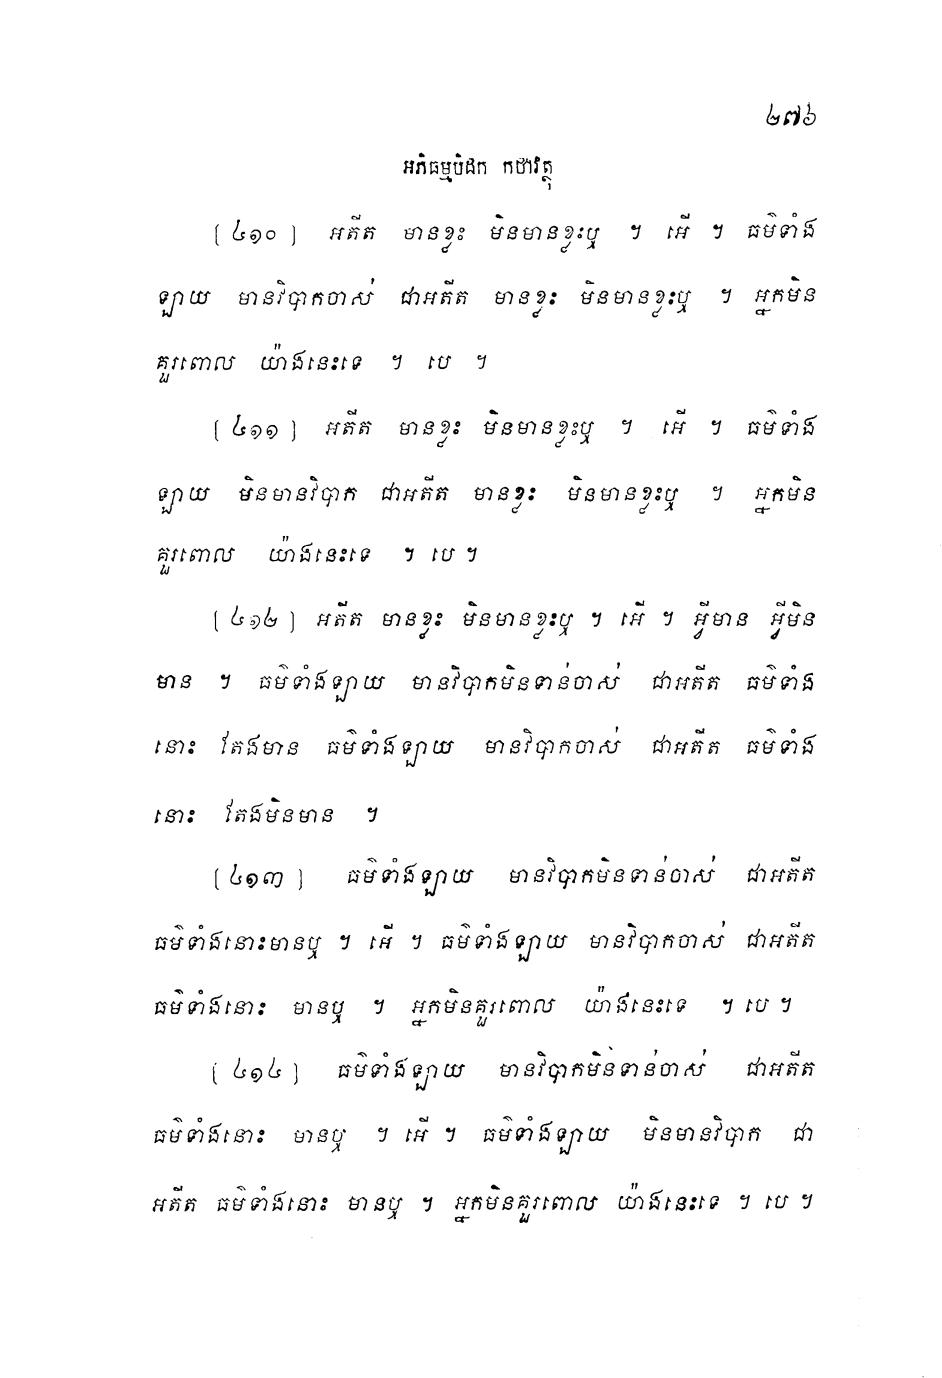 ២៧៦
អភិធម្មបិដក កថាវត្ថុ
[ ៤១០ ] អតីត មានខ្លះ មិនមានខ្លះឬ ។ អើ ។ ធម៌ទាំង
ឡាយ មានវិបាកចាស់ ជាអតីត មានខ្លះ មិនមានខ្លះឬ ។ អ្នកមិន
គួរពោល យ៉ាងនេះទេ ។ បេ ។
[ ៤១១ ] អតីត មានខ្លះ មិនមានខ្លះឬ ។ អើ ។ ធម៌ទាំង
ឡាយ មិនមានវិបាក ជាអតីត មានខ្លះ មិនមានខ្លះឬ ។ អ្នកមិន
គួរពោល យ៉ាងនេះទេ ។ បេ ។
[ ៤១២ ] អតីត មានខ្លះ មិនមានខ្លះឬ ។ អើ ។ អ្វីមាន អ្វីមិន
មាន ។ ធម៌ទាំងឡាយ មានវិបាកមិនទាន់ចាស់ ជាអតីត ធម៌ទាំង
នោះ តែងមាន ធម៌ទាំងឡាយ មានវិបាកចាស់ ជាអតីត ធម៌ទាំង
នោះ តែងមិនមាន ។
[ ៤១៣ ] ធម៌ទាំងឡាយ មានវិបាកមិនទាន់ចាស់ ជាអតីត
ធម៌ទាំងនោះមានឬ ។ អើ ។ ធម៌ទាំងឡាយ មានវិបាកចាស់ ជាអតីត
ធម៌ទាំងនោះ មានឬ ។ អ្នកមិនគួរពោល យ៉ាងនេះទេ ។ បេ ។
[ ៤១៤ ] ធម៌ទាំងឡាយ មានវិបាកមិនទាន់ចាស់ ជាអតីត
ធម៌ទាំងនោះ មានឬ ។ អើ ។ ធម៌ទាំងឡាយ មិនមានវិបាក ជា
អតីត ធម៌ទាំងនោះ មានឬ ។ អ្នកមិនគួរពោល យ៉ាងនេះទេ ។ បេ ។